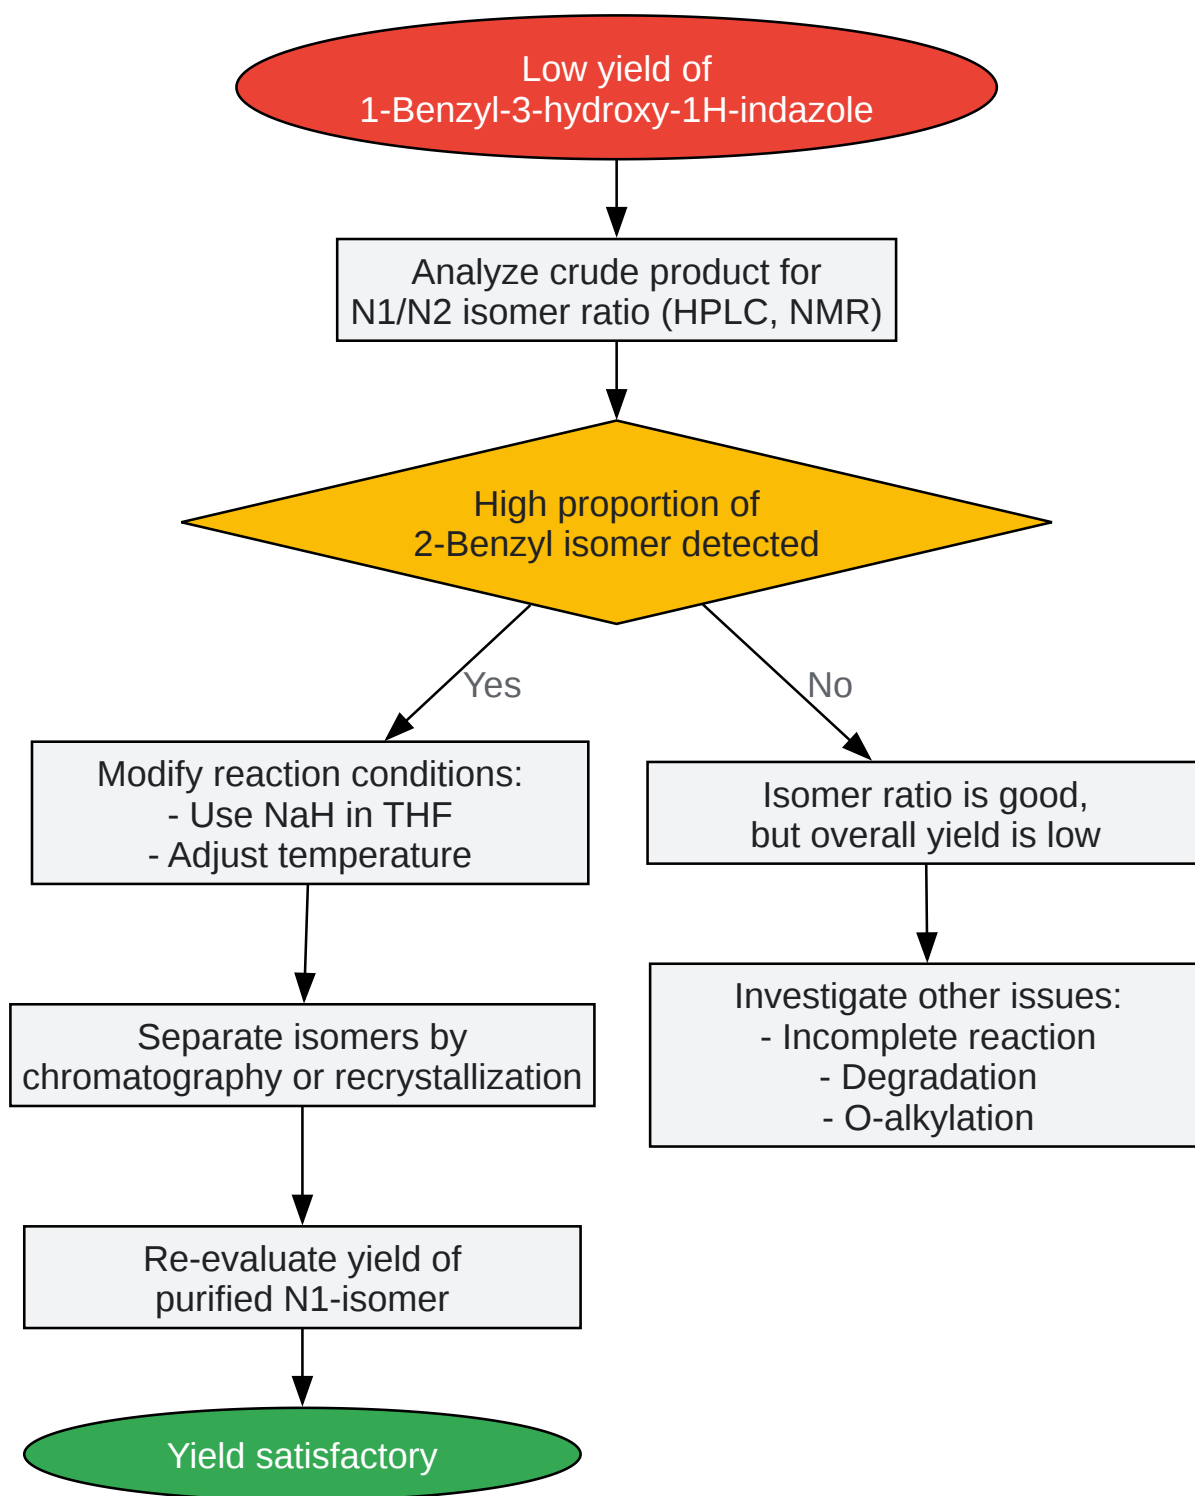 Low yield of
1-Benzyl-3-hydroxy-1H-indazole
Analyze crude product for
N1/N2 isomer ratio (HPLC, NMR)
High proportion of
2-Benzyl isomer detected
Yes
No
Modify reaction conditions:
- Use NaH in THF
- Adjust temperature
Isomer ratio is good,
but overall yield is low
Separate isomers by
chromatography or recrystallization
Investigate other issues:
- Incomplete reaction
- Degradation
- O-alkylation
Re-evaluate yield of
purified N1-isomer
Yield satisfactory